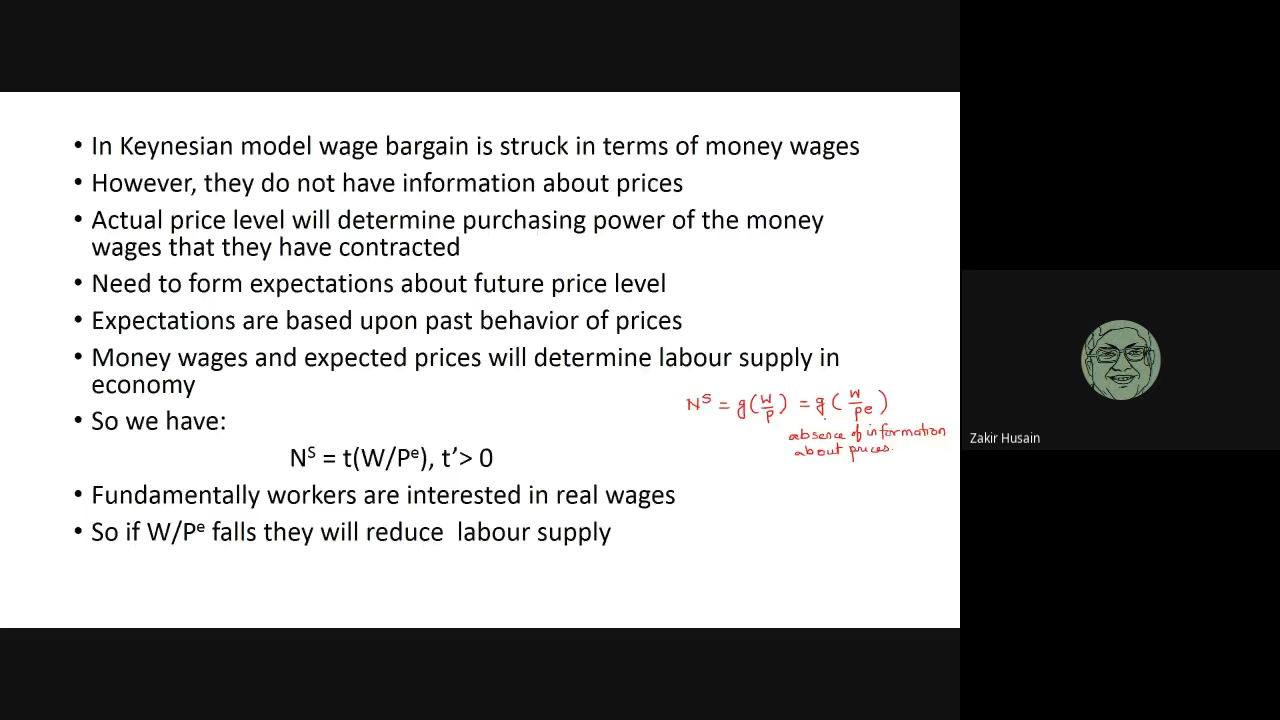 • In Keynesian model wage bargain is struck in terms of money wages
• However, they do not have information about prices
• Actual price level will determine purchasing power of the money
wages that they have contracted
• Need to form expectations about future price level
• Expectations are based upon past behavior of prices
• Money wages and expected prices will determine labour supply in
economy
• So we have:
Nˢ = g(W/P) = g(W/Pe)
absence of information
about prices.
Nˢ = t(W/Pᵉ), t’> 0
• Fundamentally workers are interested in real wages
• So if W/Pᵉ falls they will reduce labour supply
Zakir Husain